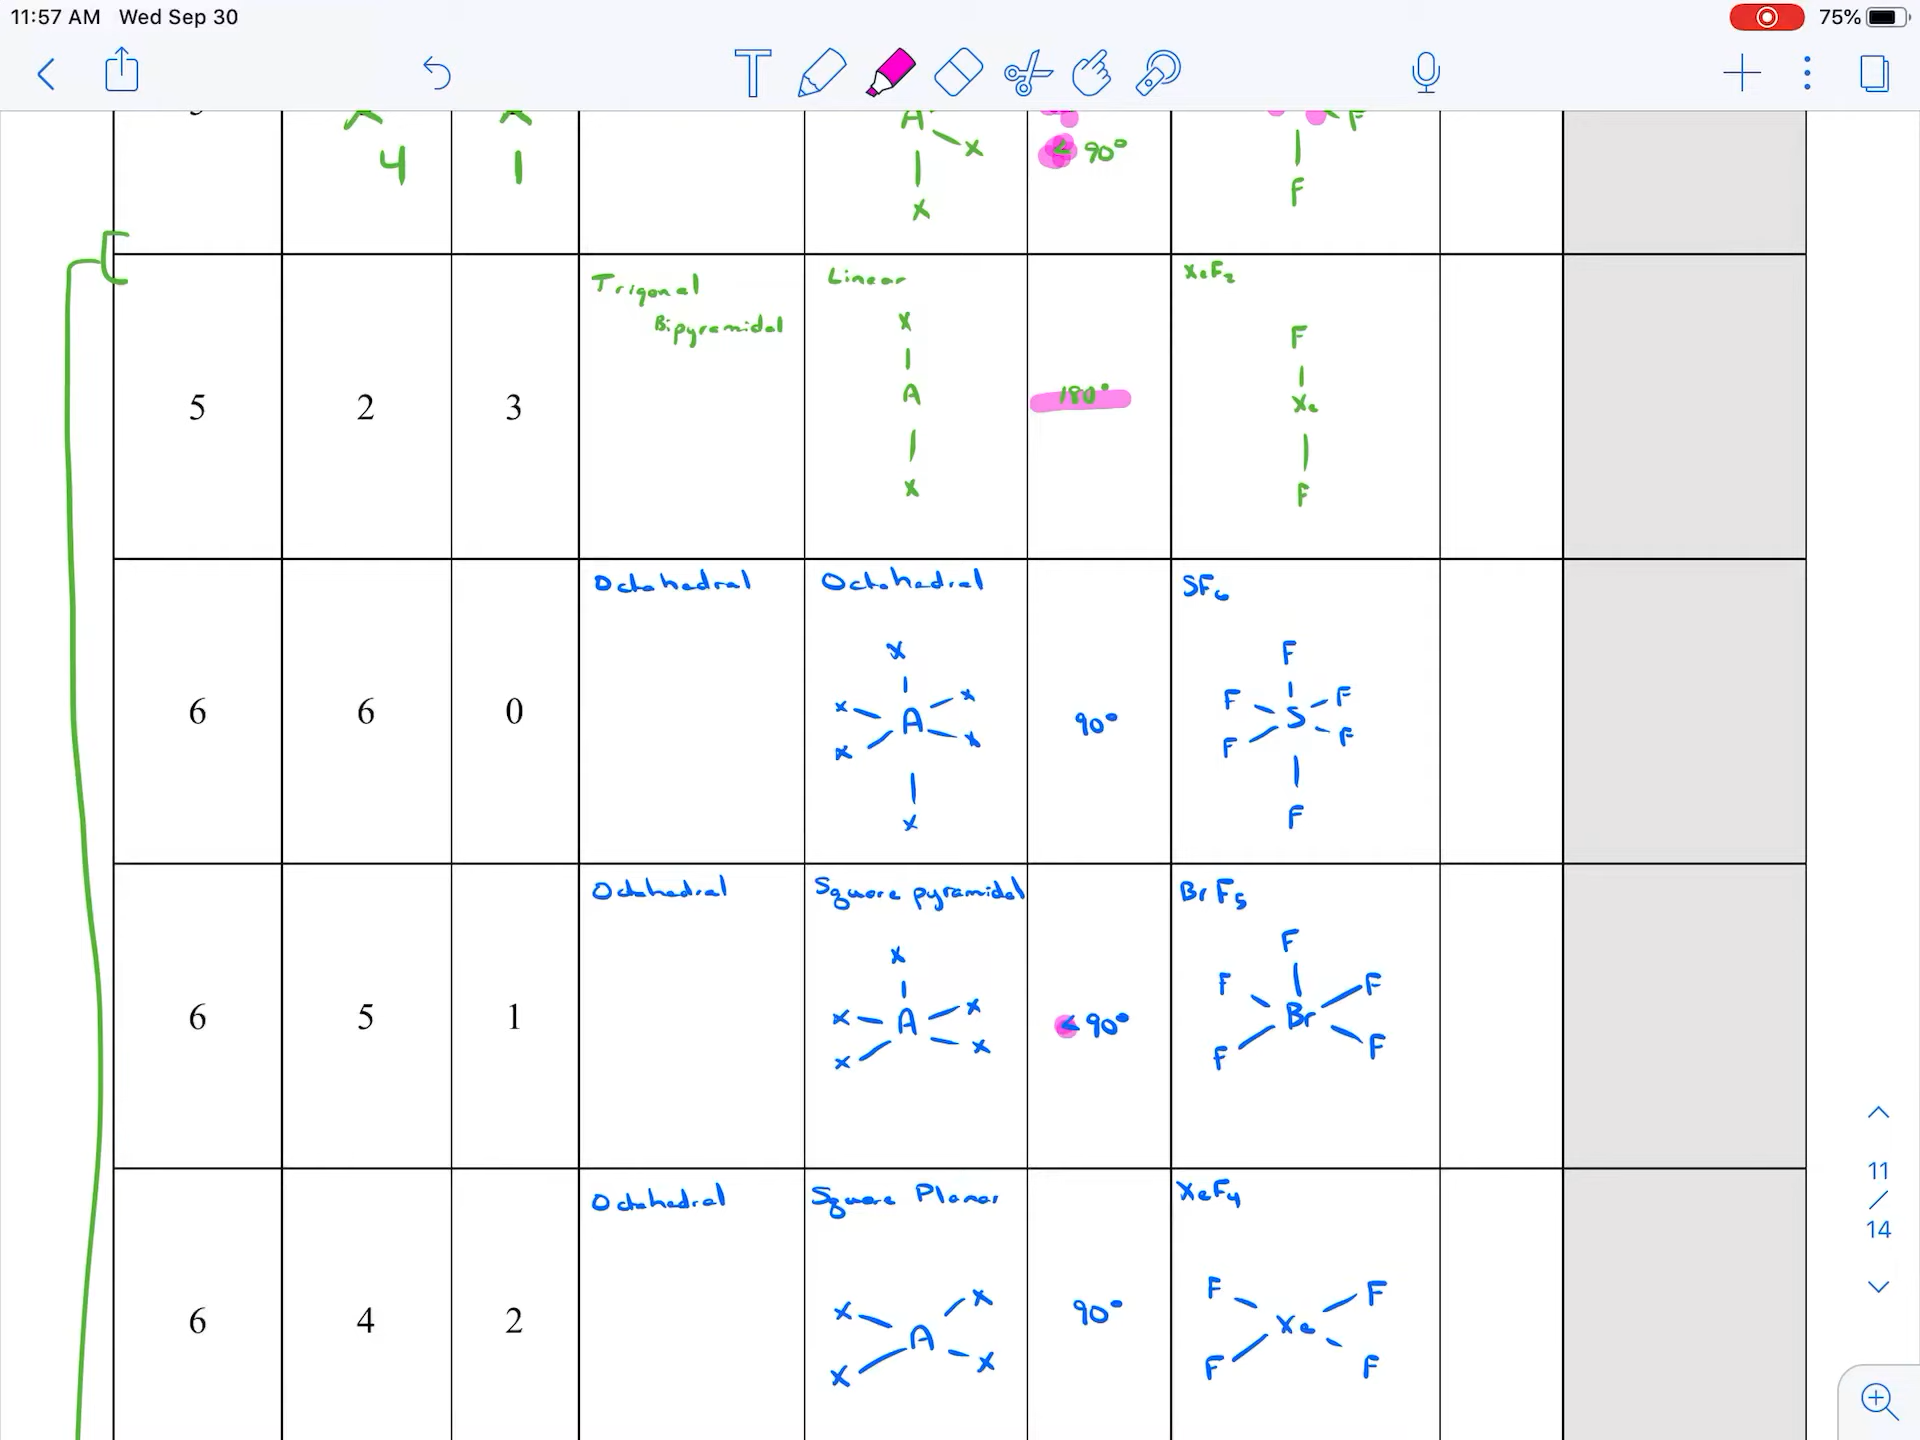 11:57 AM Wed Sep 30
75%
T
A F
X < 90°
4 1
X F
Trigonal Linear XeF₂
Bipyramidal X F
5 2 3 A 180° Xe
X F
Octahedral Octahedral SF₆
X F
X X F F
6 6 0 A 90° S
X X F F
X F
Octahedral Square pyramidal BrF₅
X F
X X F F
6 5 1 A < 90° Br
X X F F
Octahedral Square Planar XeF₄
X X F F
6 4 2 A 90° Xe
X X F F
11
/
14